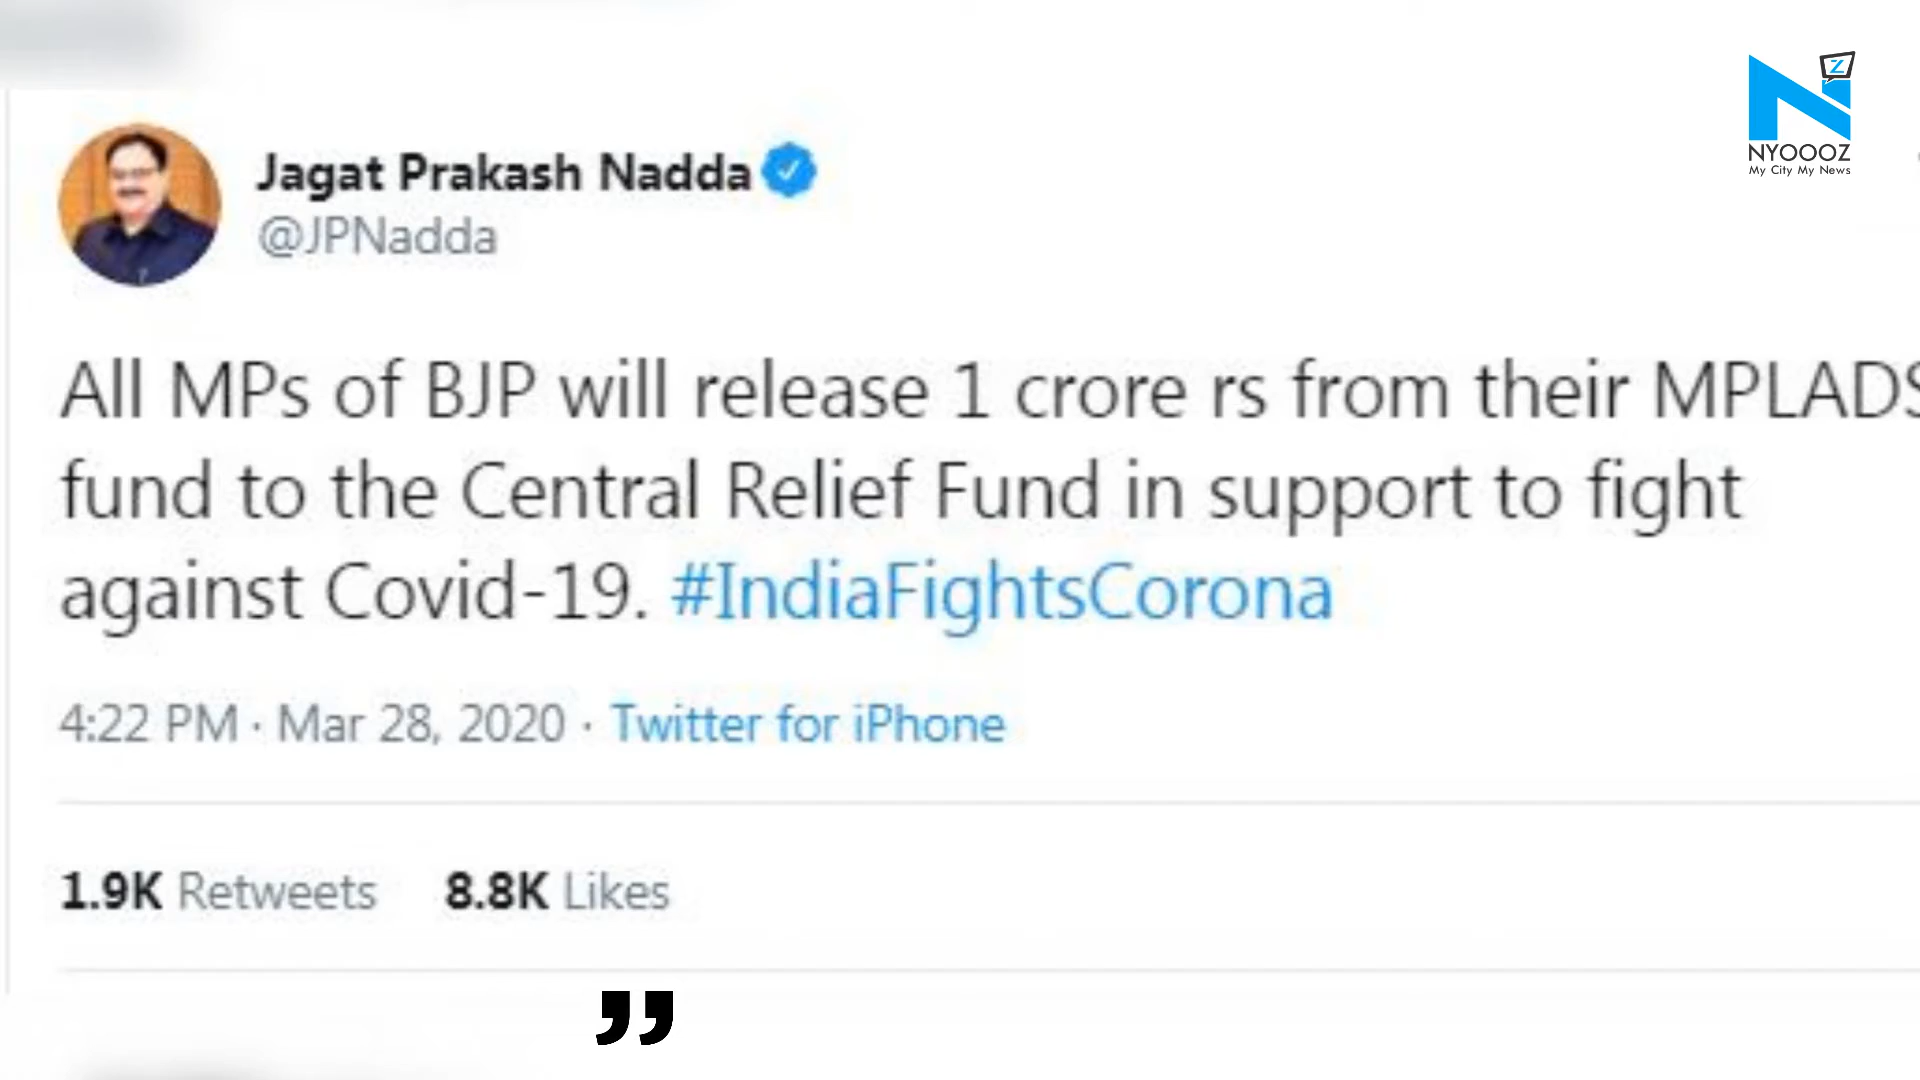 Z
NYOOOZ
My City My News
Jagat Prakash Nadda
@JPNadda
All MPs of BJP will release 1 crore rs from their MPLADS
fund to the Central Relief Fund in support to fight
against Covid-19. #IndiaFightsCorona
4:22 PM · Mar 28, 2020 · Twitter for iPhone
1.9K Retweets 8.8K Likes
”